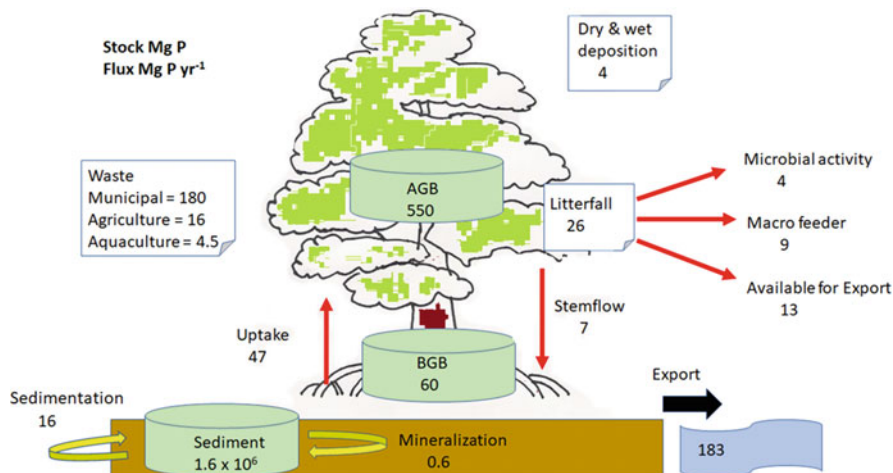 Stock Mg P
Flux Mg P yr⁻¹
Dry & wet
deposition
4
Waste
Municipal = 180
Agriculture = 16
Aquaculture = 4.5
AGB
550
Litterfall
26
Microbial activity
4
Macro feeder
9
Available for Export
13
Uptake
47
Stemflow
7
BGB
60
Export
Sedimentation
16
Sediment
1.6 x 10⁶
Mineralization
0.6
183